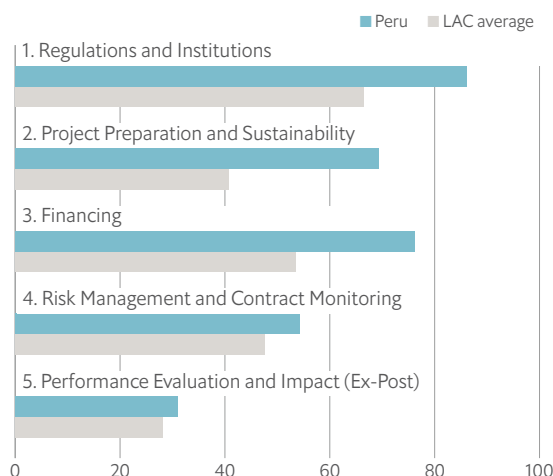 Peru LAC average
1. Regulations and Institutions
2. Project Preparation and Sustainability
3. Financing
4. Risk Management and Contract Monitoring
5. Performance Evaluation and Impact (Ex-Post)
0 20 40 60 80 100